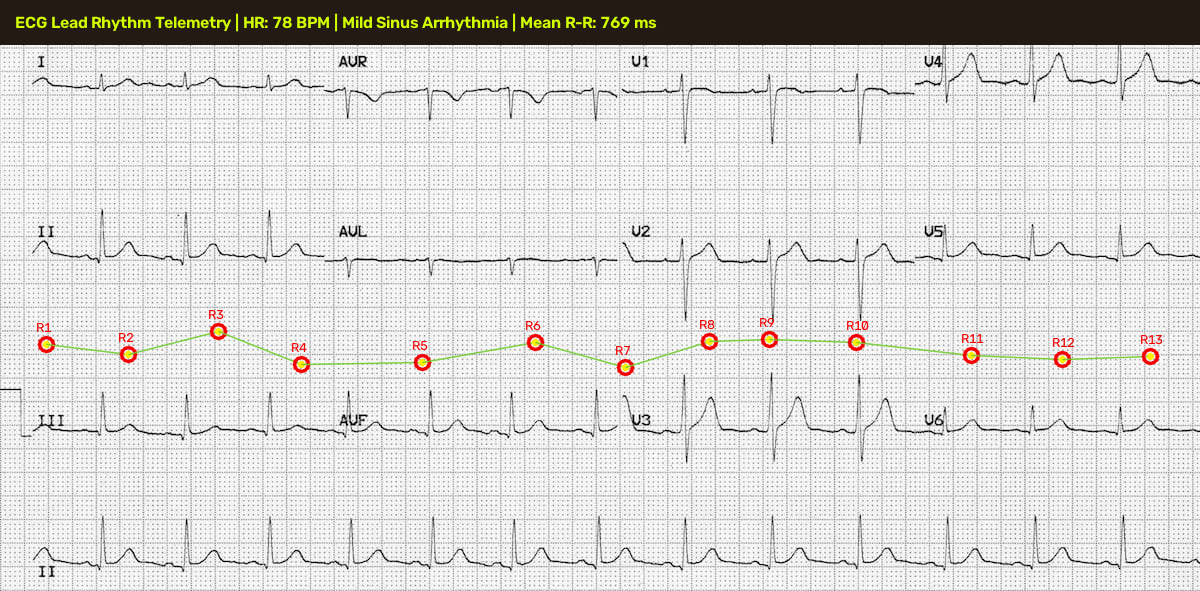 ECG Lead Rhythm Telemetry | HR: 78 BPM | Mild Sinus Arrhythmia | Mean R-R: 769 ms
I AVR V1 V4
II AVL V2 V5
R1 R2 R3 R4 R5 R6 R7 R8 R9 R10 R11 R12 R13
III AVF V3 V6
II